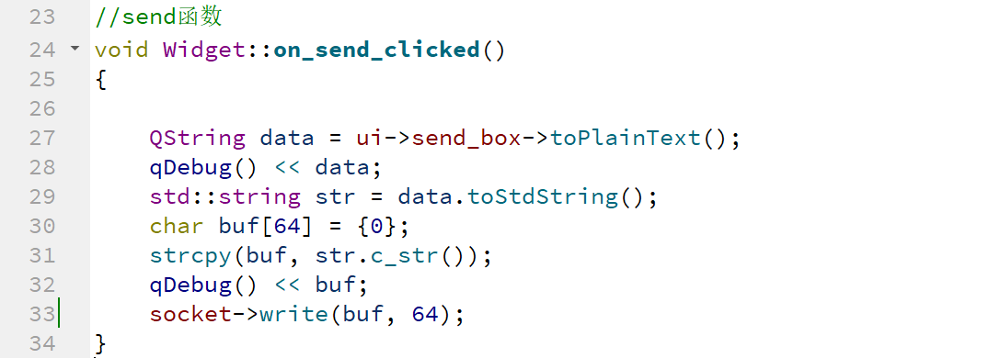 23 //send函数
24 void Widget::on_send_clicked()
25 {
26
27     QString data = ui->send_box->toPlainText();
28     qDebug() << data;
29     std::string str = data.toStdString();
30     char buf[64] = {0};
31     strcpy(buf, str.c_str());
32     qDebug() << buf;
33     socket->write(buf, 64);
34 }